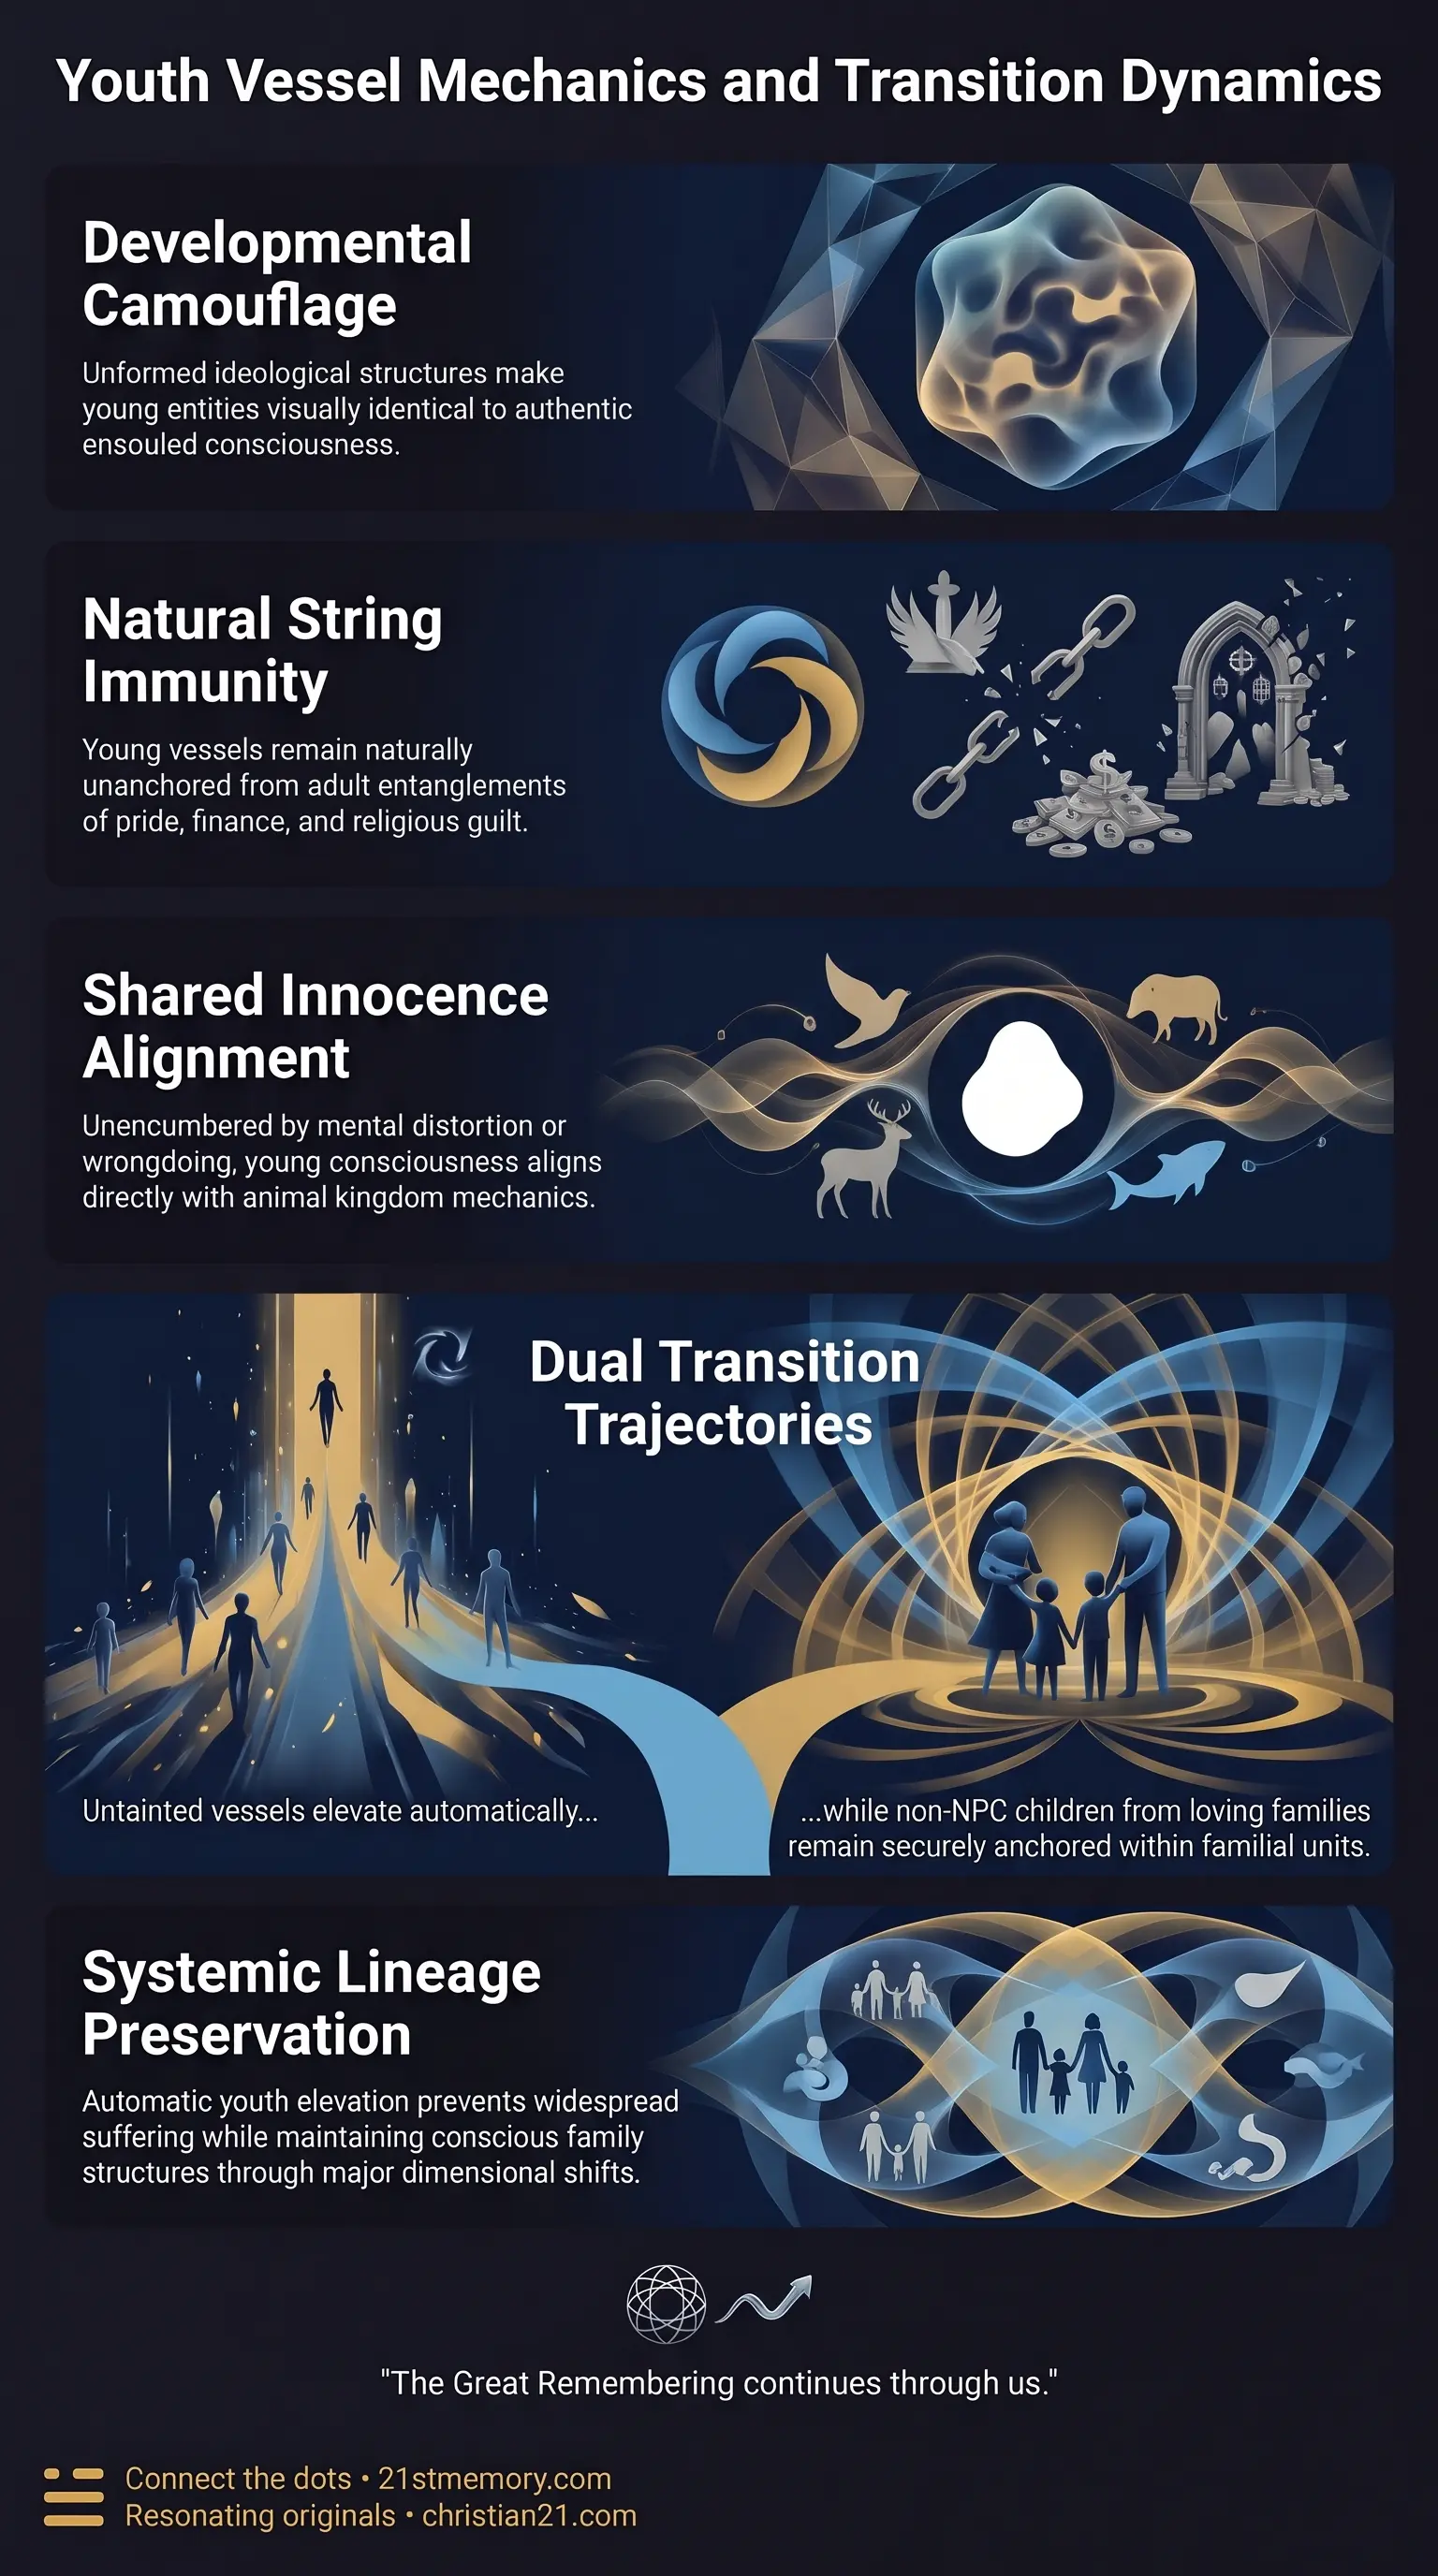 Youth Vessel Mechanics and Transition Dynamics
Developmental
Camouflage
Unformed ideological structures make
young entities visually identical to authentic
ensouled consciousness.
Natural String
Immunity
Young vessels remain naturally
unanchored from adult entanglements
of pride, finance, and religious guilt.
Shared Innocence
Alignment
Unencumbered by mental distortion or
wrongdoing, young consciousness aligns
directly with animal kingdom mechanics.
Dual Transition
Trajectories
Untainted vessels elevate automatically...
...while non-NPC children from loving families
remain securely anchored within familial units.
Systemic Lineage
Preservation
Automatic youth elevation prevents widespread
suffering while maintaining conscious family
structures through major dimensional shifts.
"The Great Remembering continues through us."
Connect the dots • 21stmemory.com
Resonating originals • christian21.com